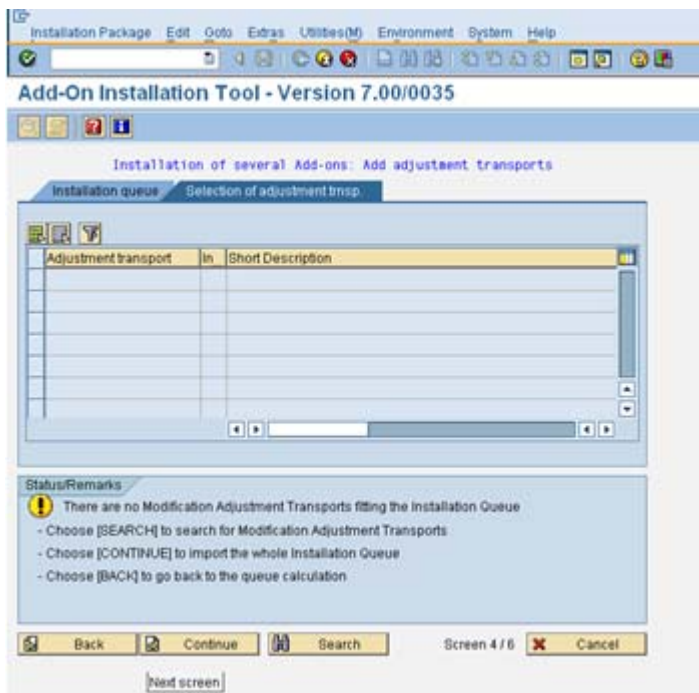 Installation Package Edit Goto Extras Utilities(M) Environment System Help
Add-On Installation Tool - Version 7.00/0035
Installation of several Add-ons: Add adjustment transports
Installation queue Selection of adjustment trnsp.
Adjustment transport In Short Description
Status/Remarks
There are no Modification Adjustment Transports fitting the Installation Queue
- Choose [SEARCH] to search for Modification Adjustment Transports
- Choose [CONTINUE] to import the whole Installation Queue
- Choose [BACK] to go back to the queue calculation
Back Continue Search Screen 4 / 6 Cancel
Next screen